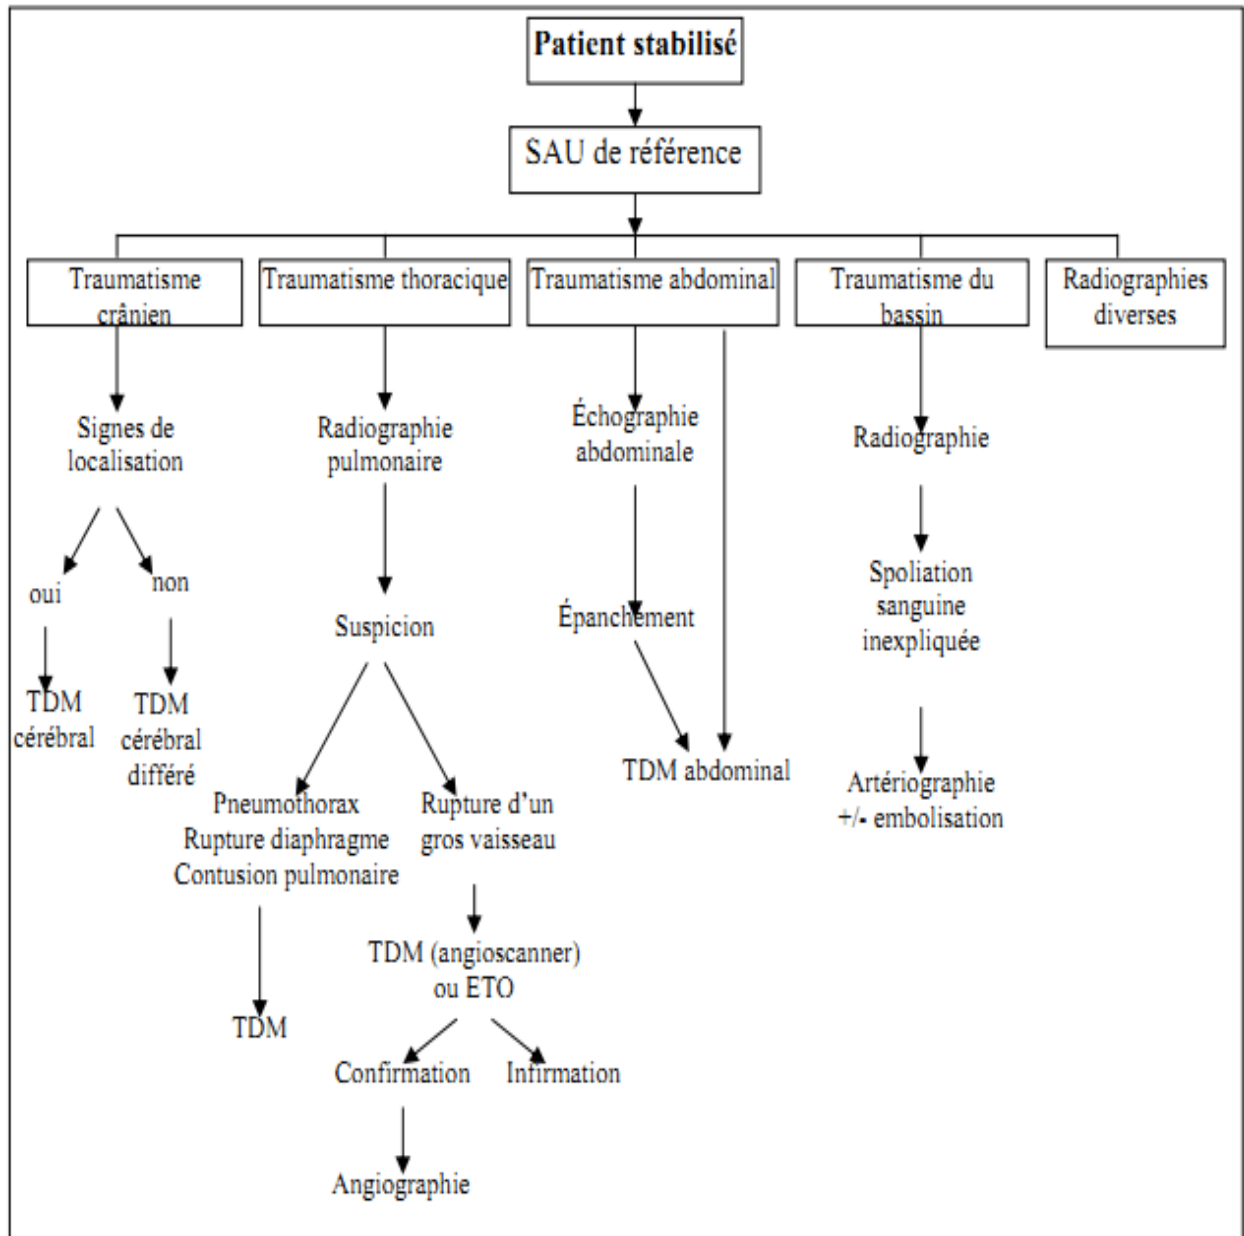 Patient stabilisé
SAU de référence
Traumatisme
crânien
Traumatisme thoracique
Traumatisme abdominal
Traumatisme du
bassin
Radiographies
diverses
Signes de
localisation
Radiographie
pulmonaire
Échographie
abdominale
Radiographie
oui
non
Suspicion
Épanchement
Spoliation
sanguine
inexpliquée
TDM
cérébral
TDM
cérébral
différé
TDM abdominal
Artériographie
+/- embolisation
Pneumothorax
Rupture diaphragme
Contusion pulmonaire
Rupture d’un
gros vaisseau
TDM
TDM (angioscanner)
ou ETO
Confirmation
Infirmation
Angiographie